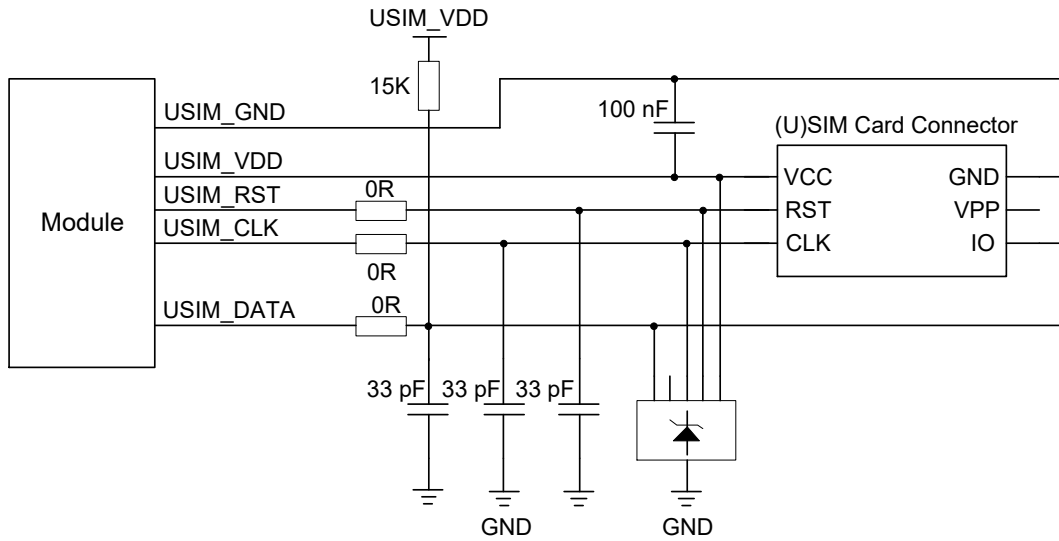 USIM_VDD
15K
USIM_GND
100 nF
(U)SIM Card Connector
USIM_VDD
VCC GND
USIM_RST 0R
RST VPP
Module
USIM_CLK
CLK IO
0R
USIM_DATA 0R
33 pF 33 pF 33 pF
GND GND